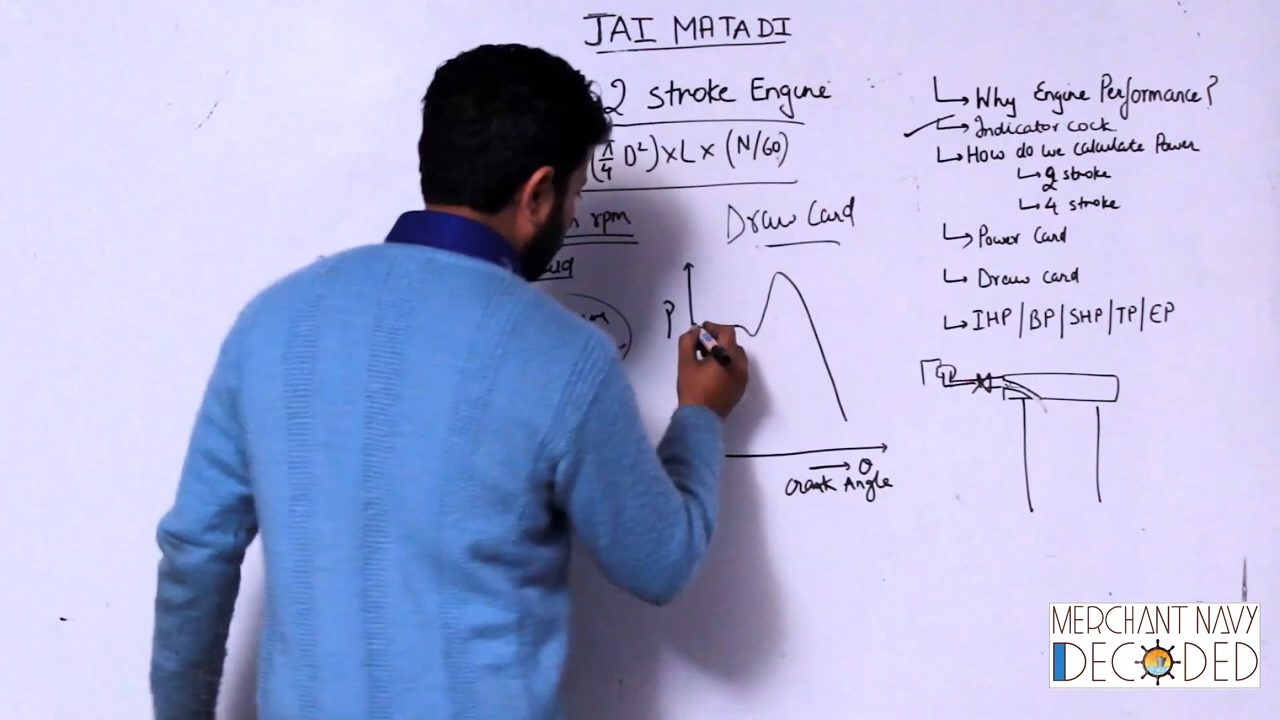 JAI MATA DI
2 stroke Engine
(π/4 D²) × L × (N/60)
rpm
Draw Card
P
→ θ
Crank Angle
↳ Why Engine Performance?
↳ Indicator cock
↳ How do we calculate Power
↳ 2 stroke
↳ 4 stroke
↳ Power Card
↳ Draw card
↳ IHP | BP | SHP | TP | EP
MERCHANT NAVY
DECODED